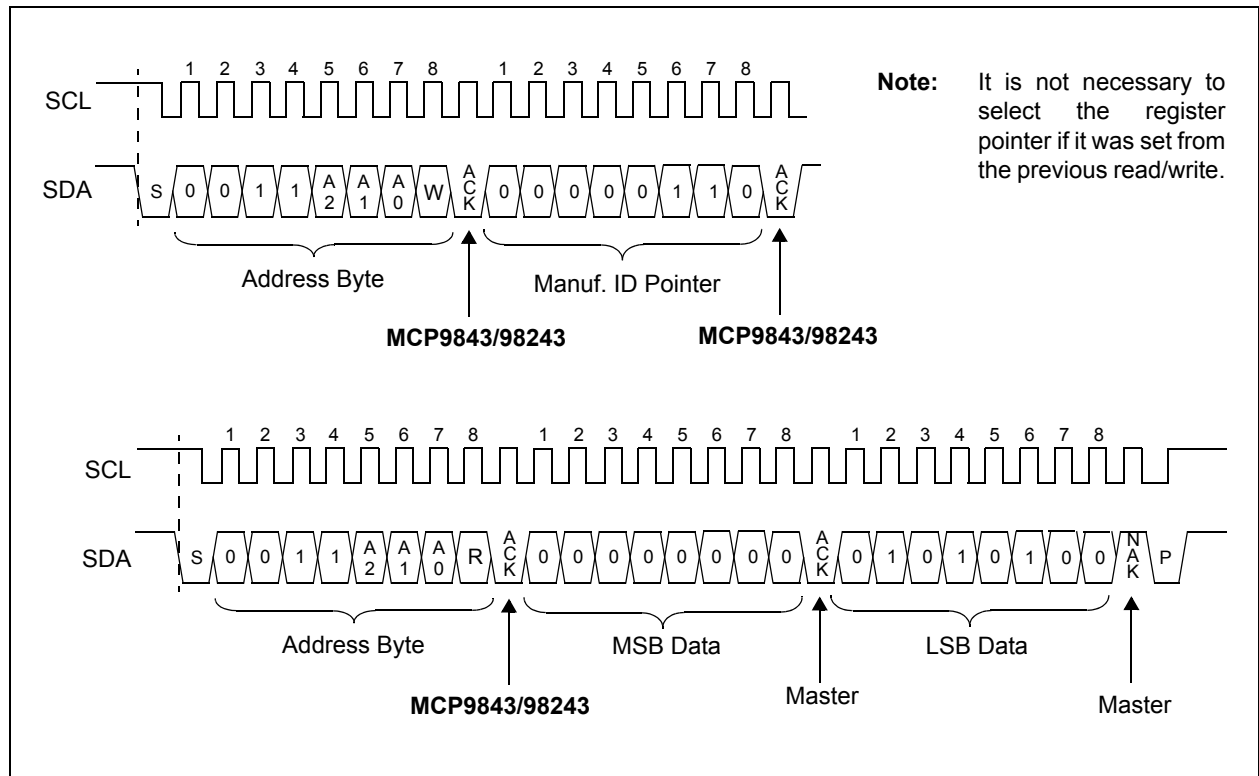 1 2 3 4 5 6 7 8 1 2 3 4 5 6 7 8
SCL
SDA
S 0 0 1 1 A2 A1 A0 W ACK 0 0 0 0 0 1 1 0 ACK
Address Byte
Manuf. ID Pointer
MCP9843/98243
MCP9843/98243
Note: It is not necessary to
select the register
pointer if it was set from
the previous read/write.
1 2 3 4 5 6 7 8 1 2 3 4 5 6 7 8 1 2 3 4 5 6 7 8
SCL
SDA
S 0 0 1 1 A2 A1 A0 R ACK 0 0 0 0 0 0 0 0 ACK 0 1 0 1 0 1 0 0 NAK P
Address Byte
MSB Data
LSB Data
MCP9843/98243
Master
Master